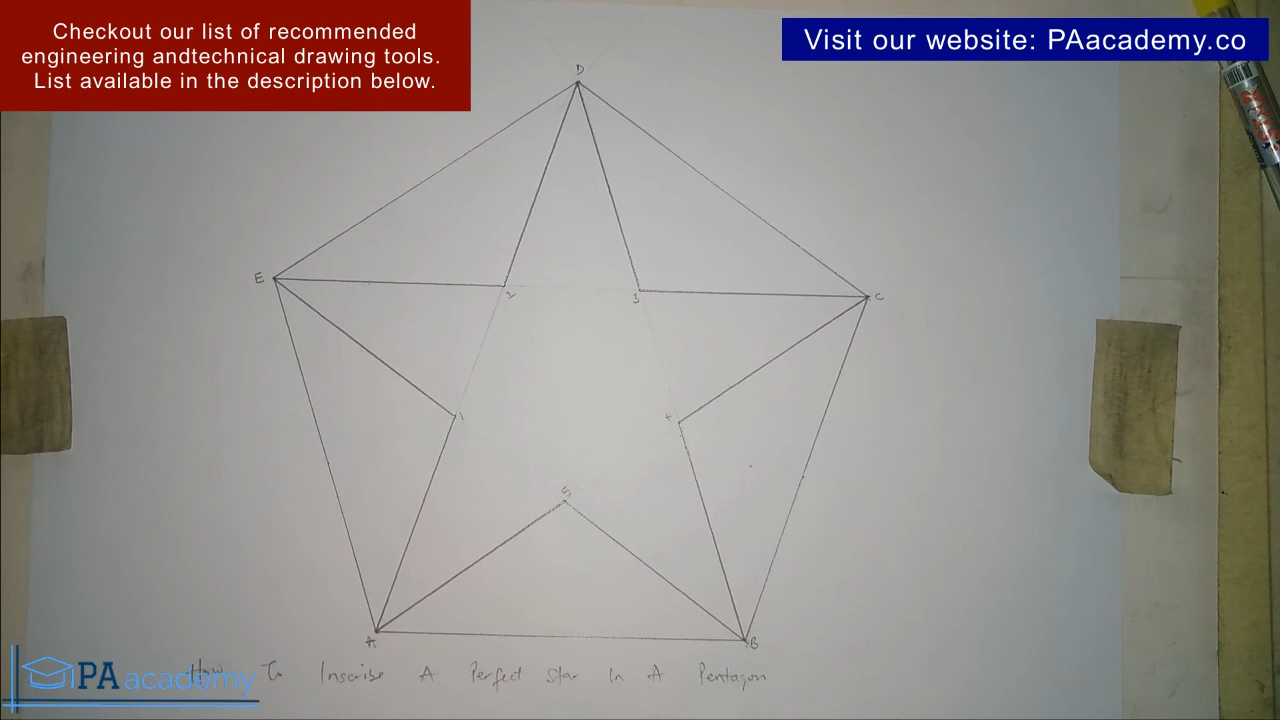 Checkout our list of recommended
engineering andtechnical drawing tools.
List available in the description below.
Visit our website: PAacademy.co
D
E
2
3
C
1
4
5
A
B
How To Inscribe A Perfect Star In A Pentagon
PA academy